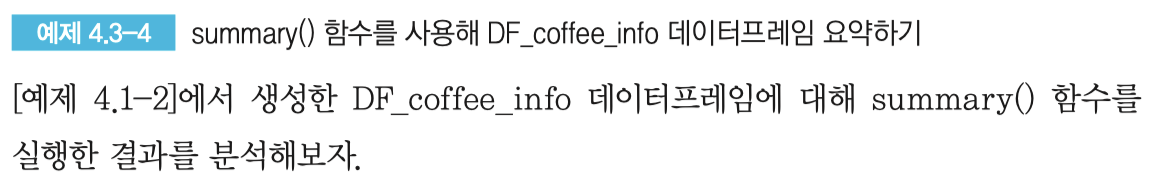 예제 4.3-4 summary() 함수를 사용해 DF_coffee_info 데이터프레임 요약하기
[예제 4.1-2]에서 생성한 DF_coffee_info 데이터프레임에 대해 summary() 함수를
실행한 결과를 분석해보자.